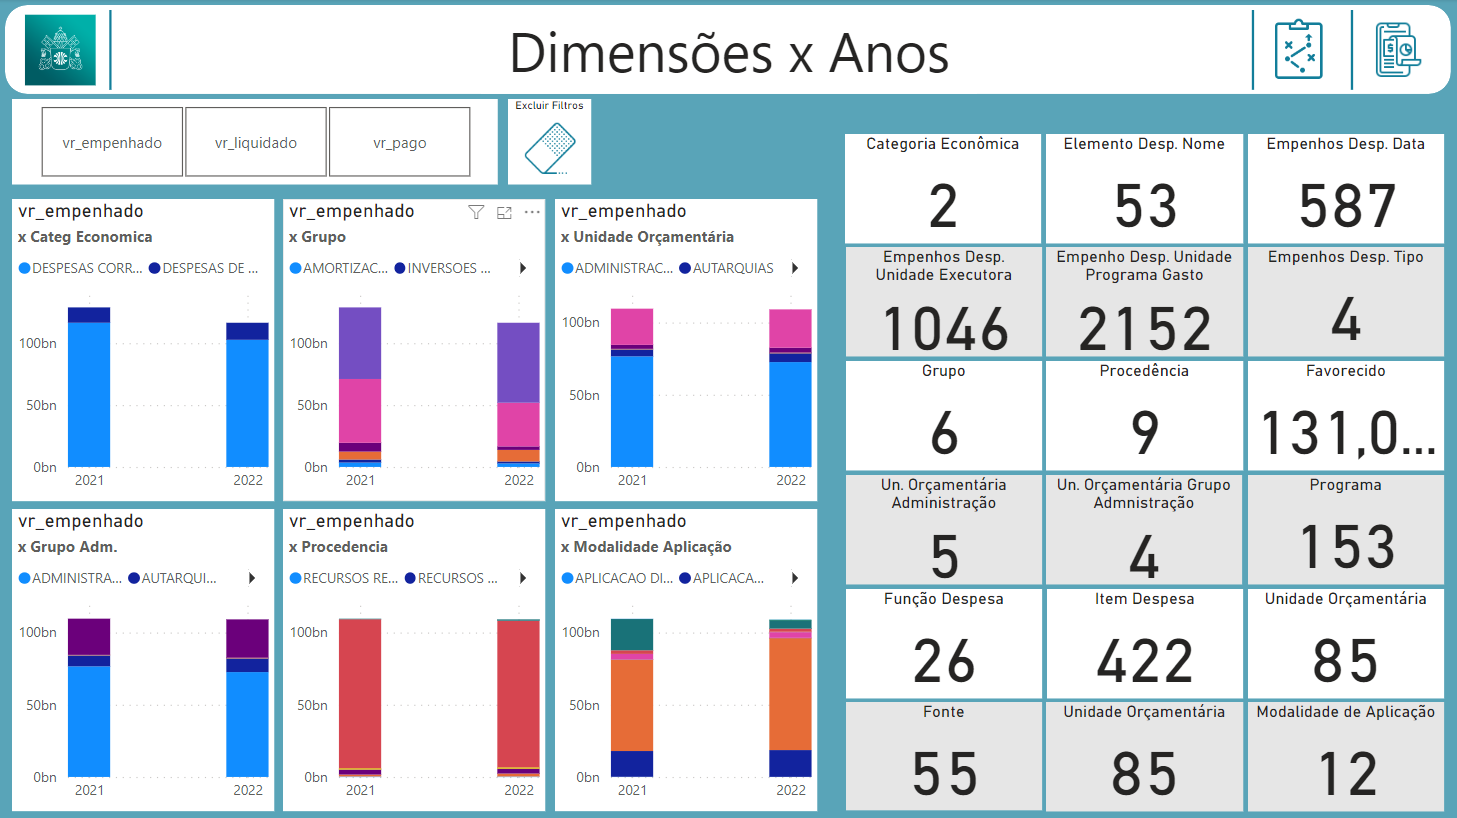 Dimensões x Anos
vr_empenhado
vr_liquidado
vr_pago
Excluir Filtros
vr_empenhado
x Categ Economica
DESPESAS CORR... DESPESAS DE ...
100bn
50bn
0bn
2021 2022
vr_empenhado
x Grupo
AMORTIZAC... INVERSOES ...
100bn
50bn
0bn
2021 2022
vr_empenhado
x Unidade Orçamentária
ADMINISTRAC... AUTARQUIAS
100bn
50bn
0bn
2021 2022
vr_empenhado
x Grupo Adm.
ADMINISTRA... AUTARQUI...
100bn
50bn
0bn
2021 2022
vr_empenhado
x Procedencia
RECURSOS RE... RECURSOS ...
100bn
50bn
0bn
2021 2022
vr_empenhado
x Modalidade Aplicação
APLICACAO DI... APLICACA...
100bn
50bn
0bn
2021 2022
Categoria Econômica
2
Elemento Desp. Nome
53
Empenhos Desp. Data
587
Empenhos Desp.
Unidade Executora
1046
Empenho Desp. Unidade
Programa Gasto
2152
Empenhos Desp. Tipo
4
Grupo
6
Procedência
9
Favorecido
131,0...
Un. Orçamentária
Administração
5
Un. Orçamentária Grupo
Admnistração
4
Programa
153
Função Despesa
26
Item Despesa
422
Unidade Orçamentária
85
Fonte
55
Unidade Orçamentária
85
Modalidade de Aplicação
12